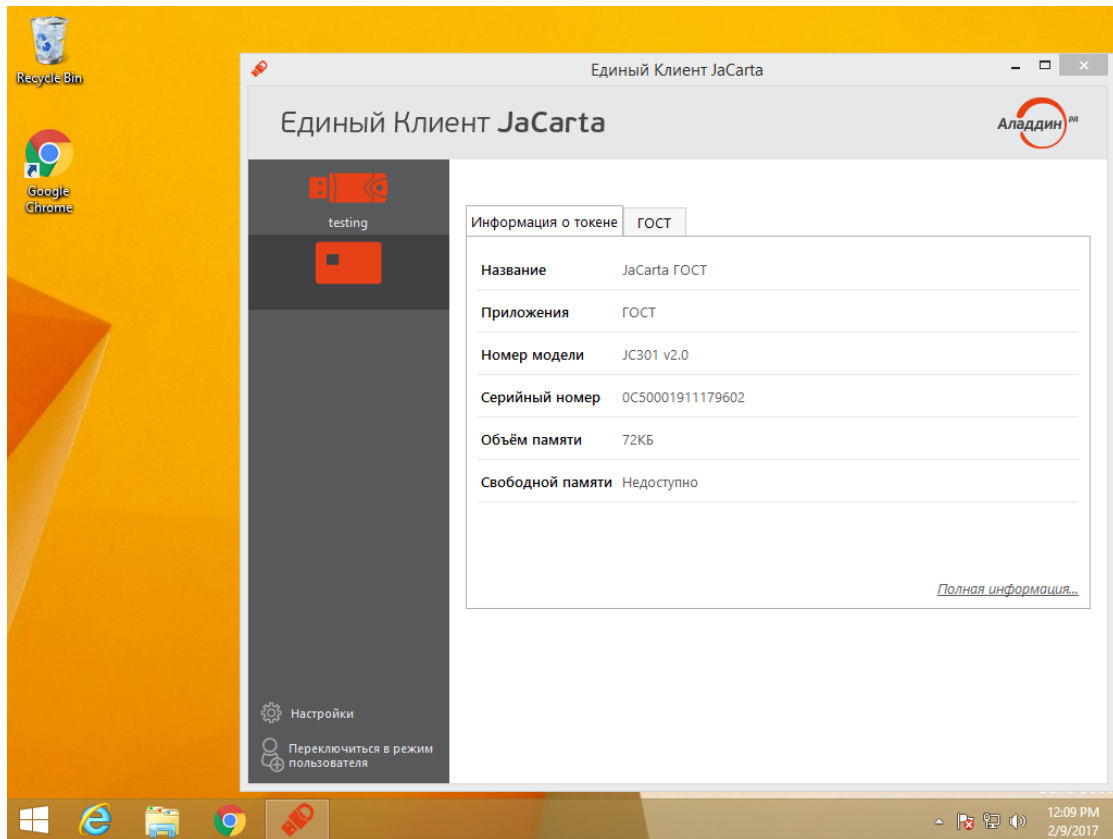 Recycle Bin
Google
Chrome
Единый Клиент JaCarta
Единый Клиент JaCarta
Аладдин РД
testing
Информация о токене
ГОСТ
Название JaCarta ГОСТ
Приложения ГОСТ
Номер модели JC301 v2.0
Серийный номер 0C50001911179602
Объём памяти 72КБ
Свободной памяти Недоступно
Полная информация...
Настройки
Переключиться в режим
пользователя
12:09 PM
2/9/2017